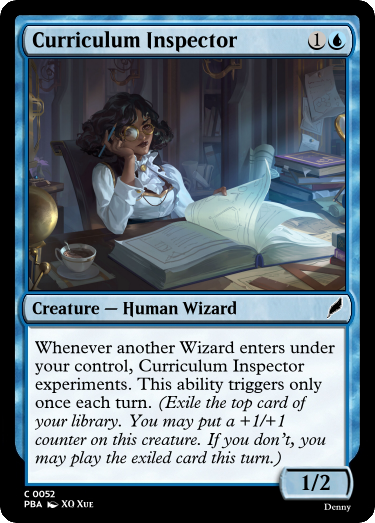 Curriculum Inspector 1
Creature — Human Wizard
Whenever another Wizard enters under
your control, Curriculum Inspector
experiments. This ability triggers only
once each turn. (Exile the top card of
your library. You may put a +1/+1
counter on this creature. If you don't, you
may play the exiled card this turn.)
1/2
C 0052
PBA XO XUE
Denny